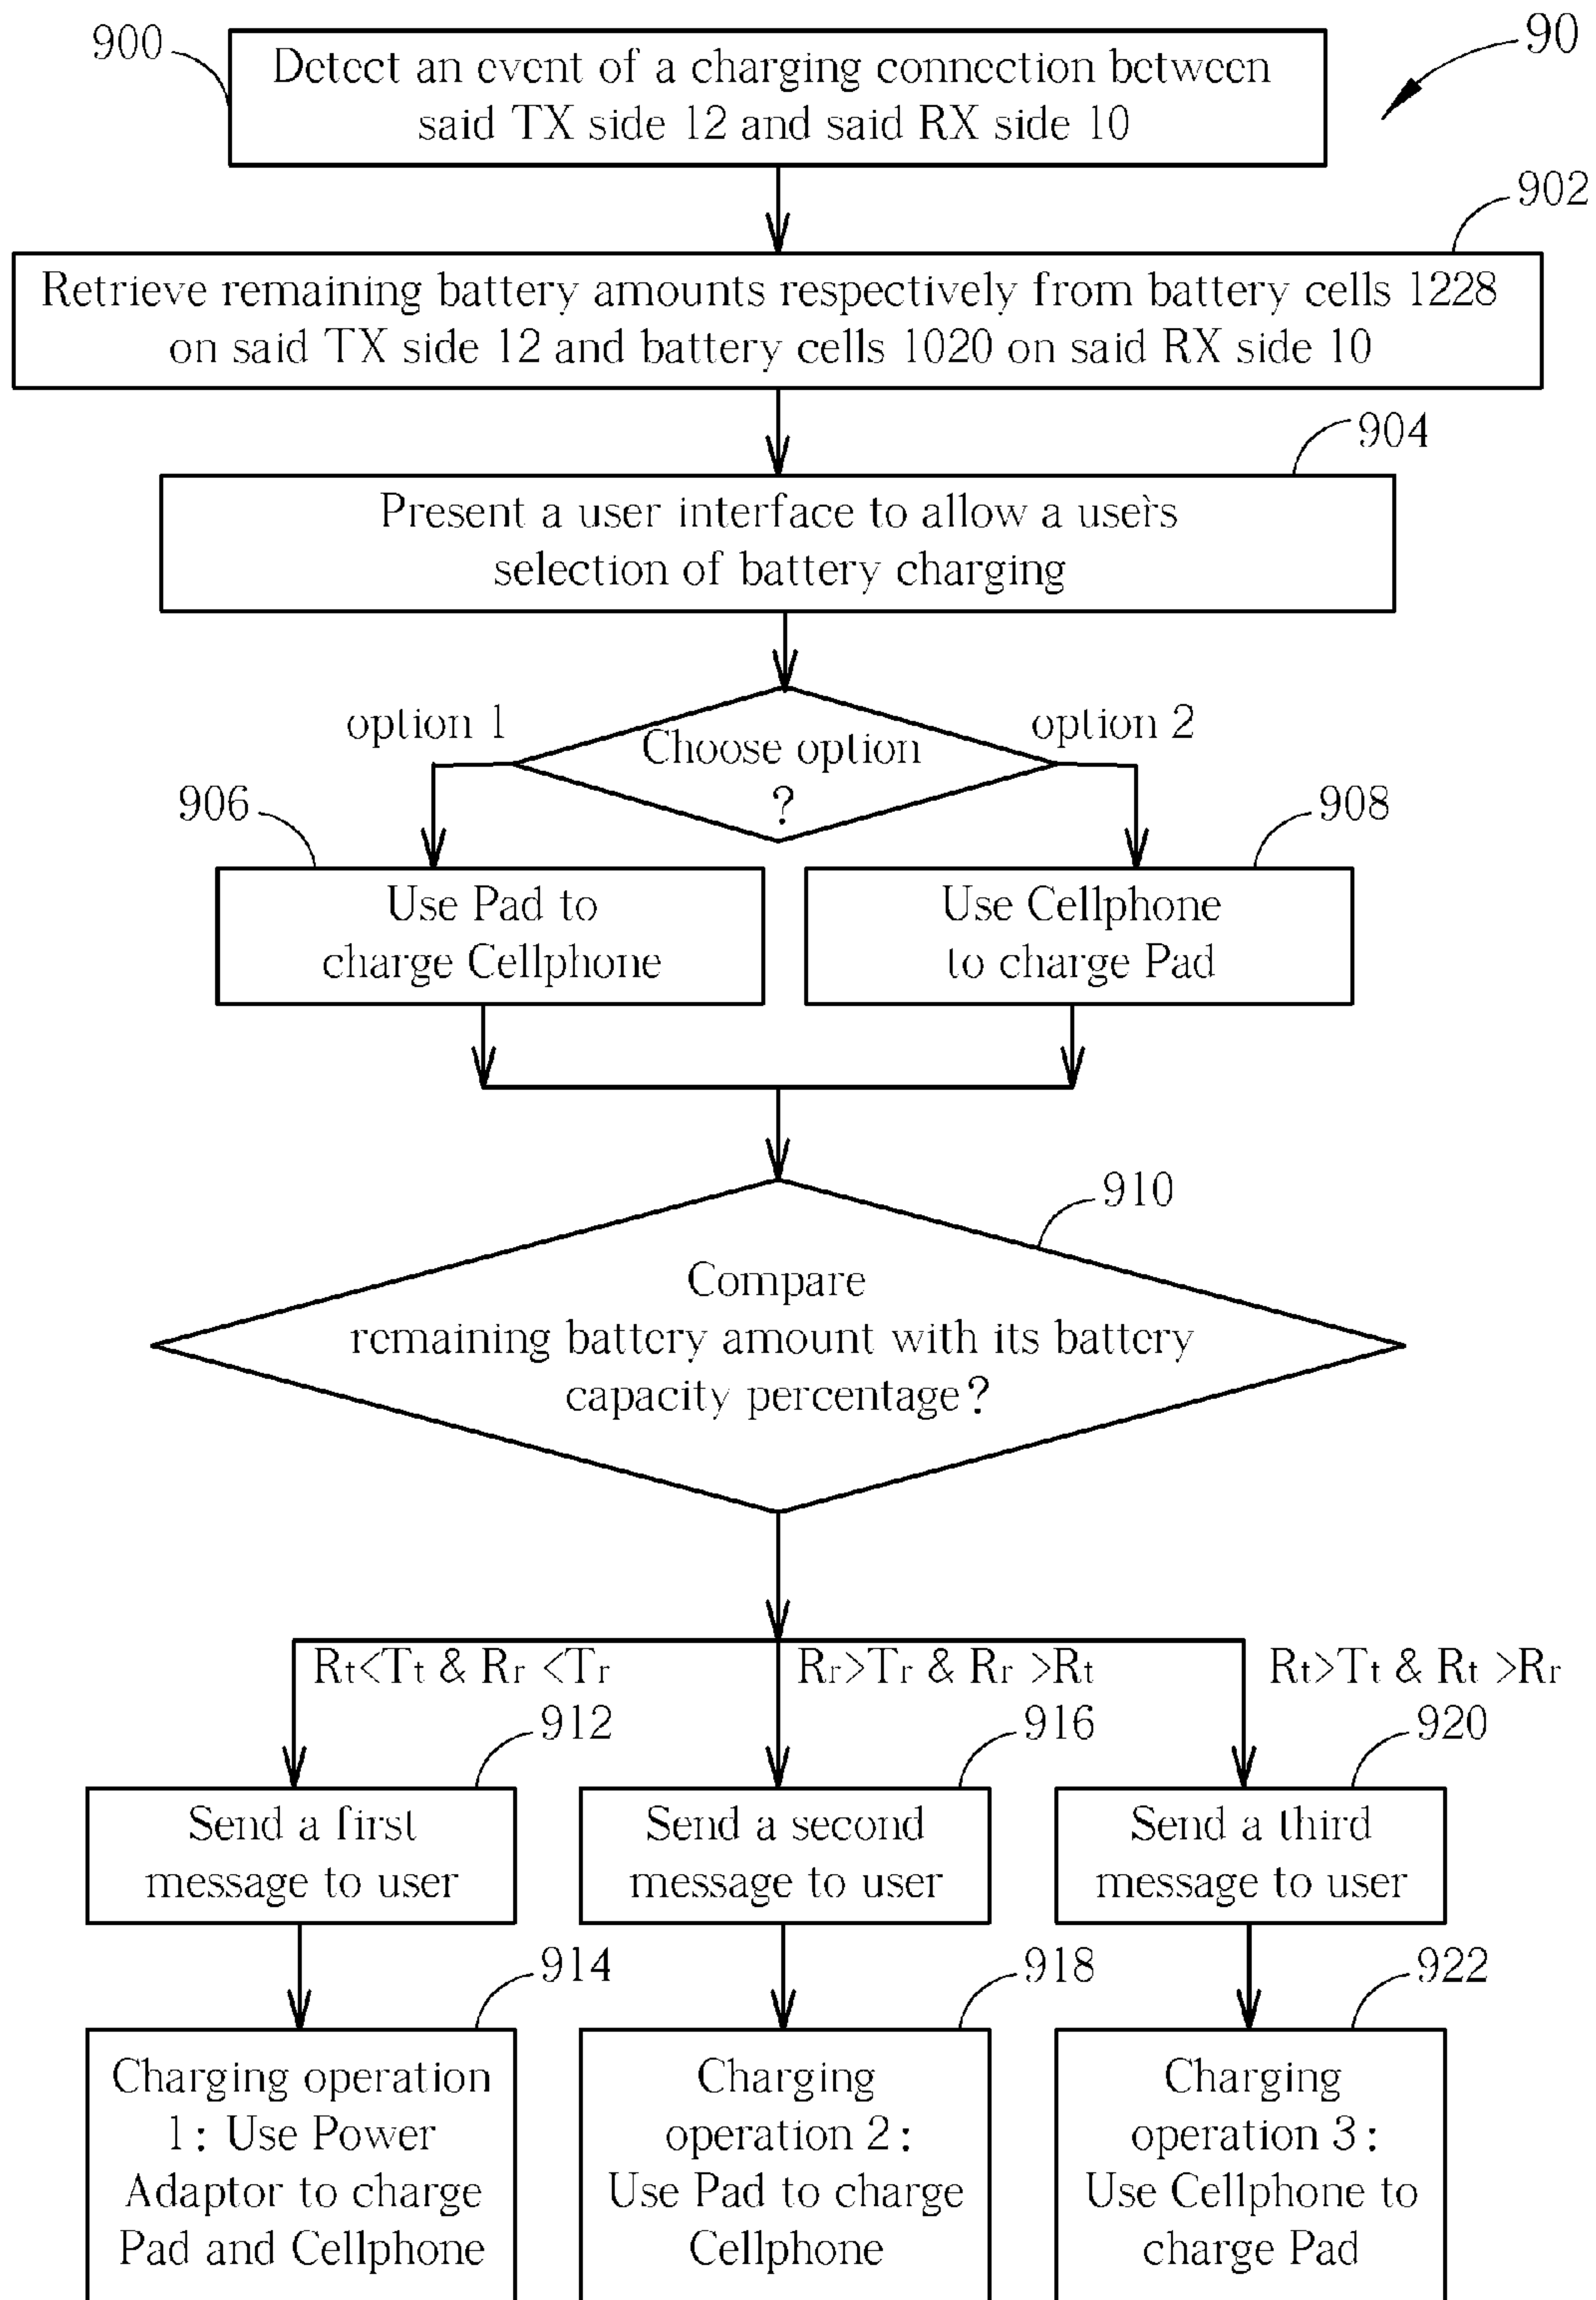 900
Detect an event of a charging connection between
said TX side 12 and said RX side 10
90
902
Retrieve remaining battery amounts respectively from battery cells 1228
on said TX side 12 and battery cells 1020 on said RX side 10
904
Present a user interface to allow a user's
selection of battery charging
option 1
Choose option
?
option 2
906
Use Pad to
charge Cellphone
908
Use Cellphone
to charge Pad
910
Compare
remaining battery amount with its battery
capacity percentage?
Rt<Tt & Rr <Tr
Rr>Tr & Rr >Rt
Rt>Tt & Rt >Rr
912
Send a first
message to user
916
Send a second
message to user
920
Send a third
message to user
914
Charging operation
1: Use Power
Adaptor to charge
Pad and Cellphone
918
Charging
operation 2:
Use Pad to charge
Cellphone
922
Charging
operation 3:
Use Cellphone to
charge Pad